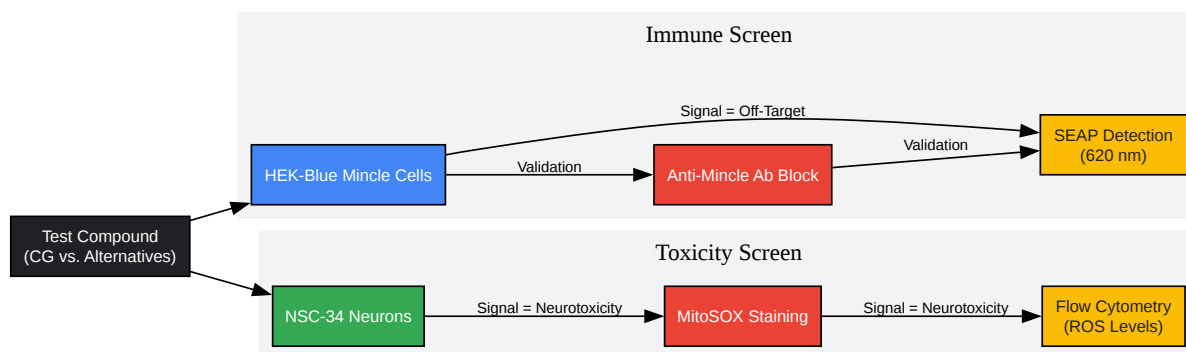 Immune Screen
Signal = Off-Target
SEAP Detection
(620 nm)
Validation
HEK-Blue Mincle Cells
Validation
Anti-Mincle Ab Block
Test Compound
(CG vs. Alternatives)
Toxicity Screen
NSC-34 Neurons
Signal = Neurotoxicity
MitoSOX Staining
Signal = Neurotoxicity
Flow Cytometry
(ROS Levels)